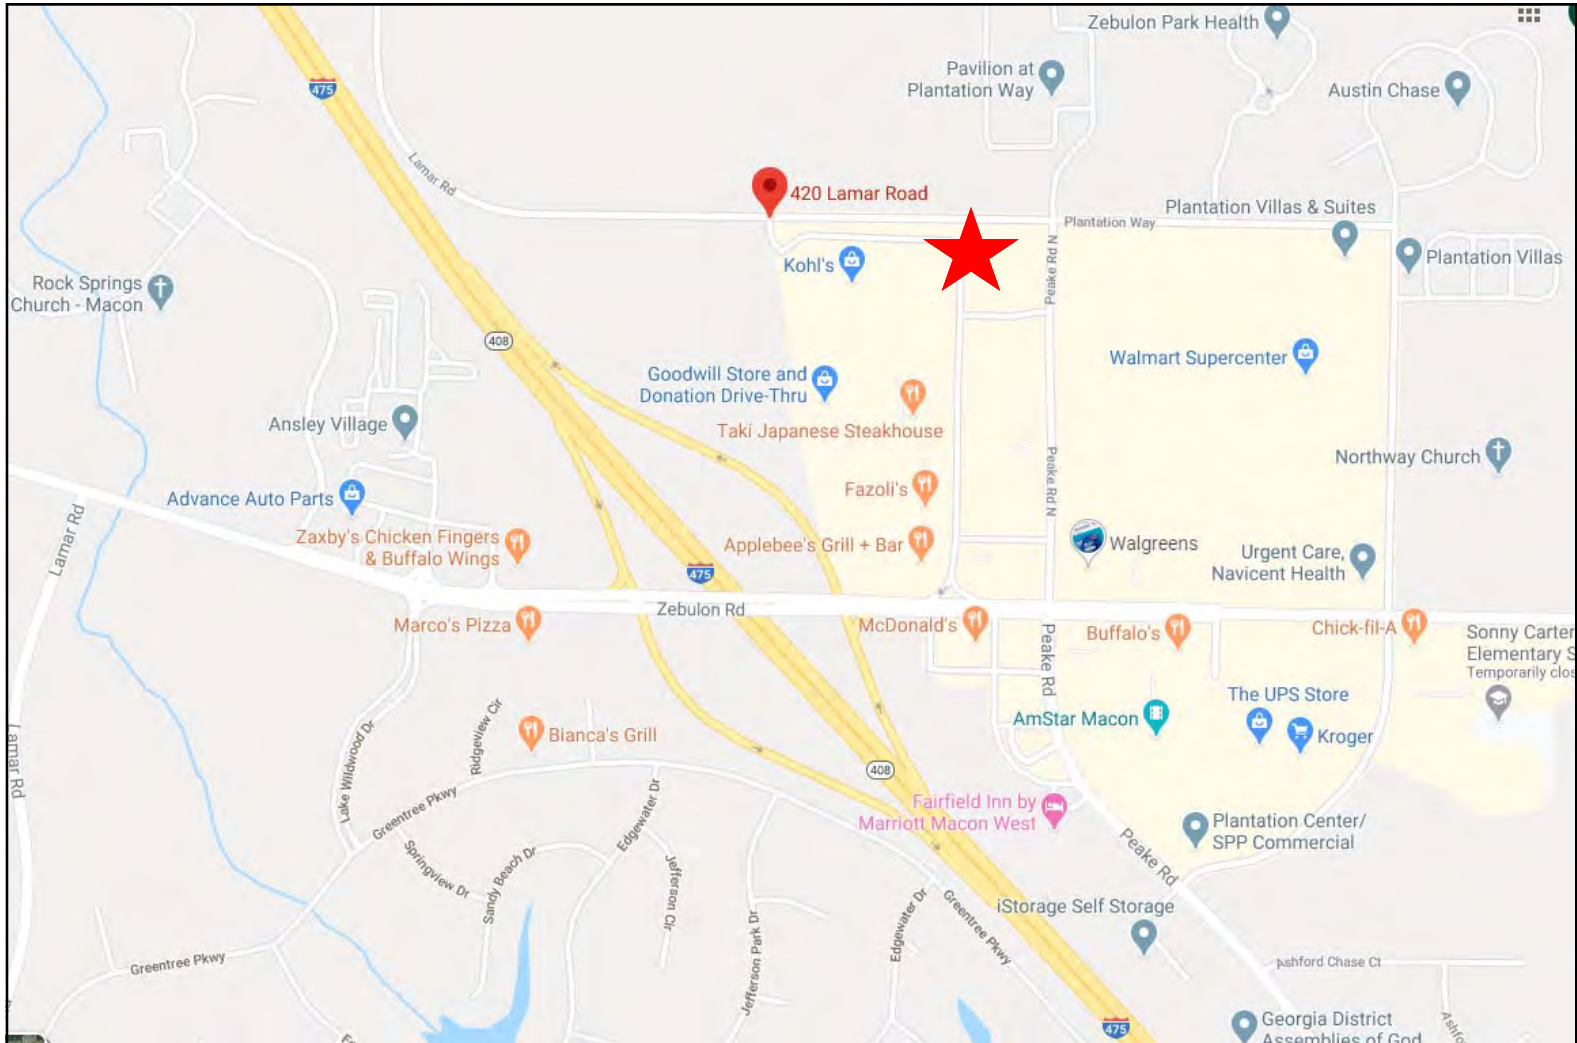 Zebulon Park Health
475
Pavilion at
Plantation Way
Austin Chase
Lamar Rd
420 Lamar Road
Plantation Villas & Suites
Plantation Way
Kohl's
Peake Rd N
Plantation Villas
Rock Springs
Church - Macon
408
Walmart Supercenter
Goodwill Store and
Donation Drive-Thru
Taki Japanese Steakhouse
Ansley Village
Peake Rd N
Northway Church
Advance Auto Parts
Fazoli's
Lamar Rd
Zaxby's Chicken Fingers
& Buffalo Wings
Applebee's Grill + Bar
Walgreens
Urgent Care,
Navicent Health
475
Zebulon Rd
Marco's Pizza
McDonald's
Buffalo's
Chick-fil-A
Sonny Carter
Elementary S
Temporarily clos
Peake Rd
Lamar Rd
Lake Wildwood Dr
Ridgeview Cir
Bianca's Grill
AmStar Macon
The UPS Store
Kroger
408
Greentree Pkwy
Edgewater Dr
Fairfield Inn by
Marriott Macon West
Plantation Center/
SPP Commercial
Peake Rd
Springview Dr
Sandy Beach Dr
Jefferson Cir
Jefferson Park Dr
Edgewater Dr
Greentree Pkwy
iStorage Self Storage
Greentree Pkwy
Ashford Chase Ct
475
Georgia District
Assemblies of God
Ashfo